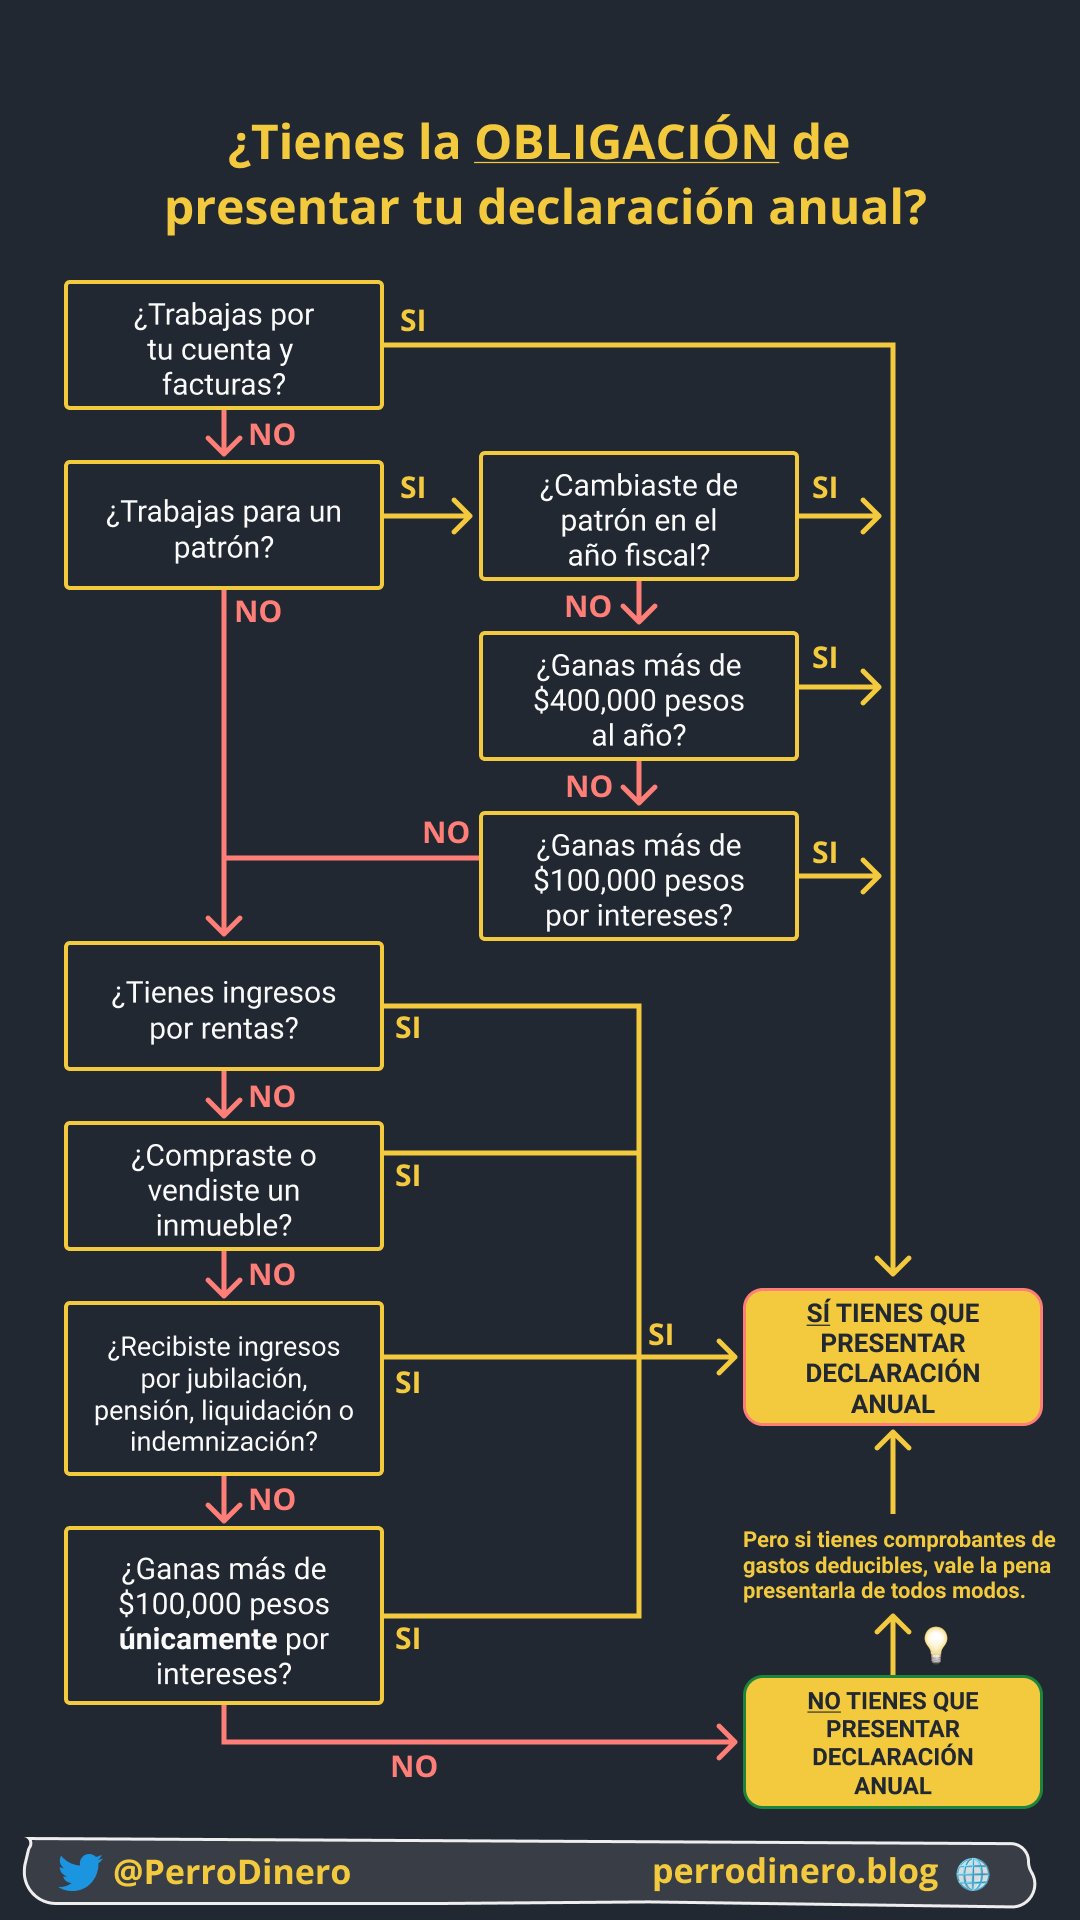 ¿Tienes la OBLIGACIÓN de
presentar tu declaración anual?
¿Trabajas por
tu cuenta y
facturas?
SI
NO
¿Trabajas para un
patrón?
SI
NO
¿Cambiaste de
patrón en el
año fiscal?
SI
NO
¿Ganas más de
$400,000 pesos
al año?
SI
NO
¿Ganas más de
$100,000 pesos
por intereses?
SI
NO
¿Tienes ingresos
por rentas?
SI
NO
¿Compraste o
vendiste un
inmueble?
SI
NO
¿Recibiste ingresos
por jubilación,
pensión, liquidación o
indemnización?
SI
SI
NO
¿Ganas más de
$100,000 pesos
únicamente por
intereses?
SI
NO
SÍ TIENES QUE
PRESENTAR
DECLARACIÓN
ANUAL
Pero si tienes comprobantes de
gastos deducibles, vale la pena
presentarla de todos modos.
NO TIENES QUE
PRESENTAR
DECLARACIÓN
ANUAL
@PerroDinero
perrodinero.blog